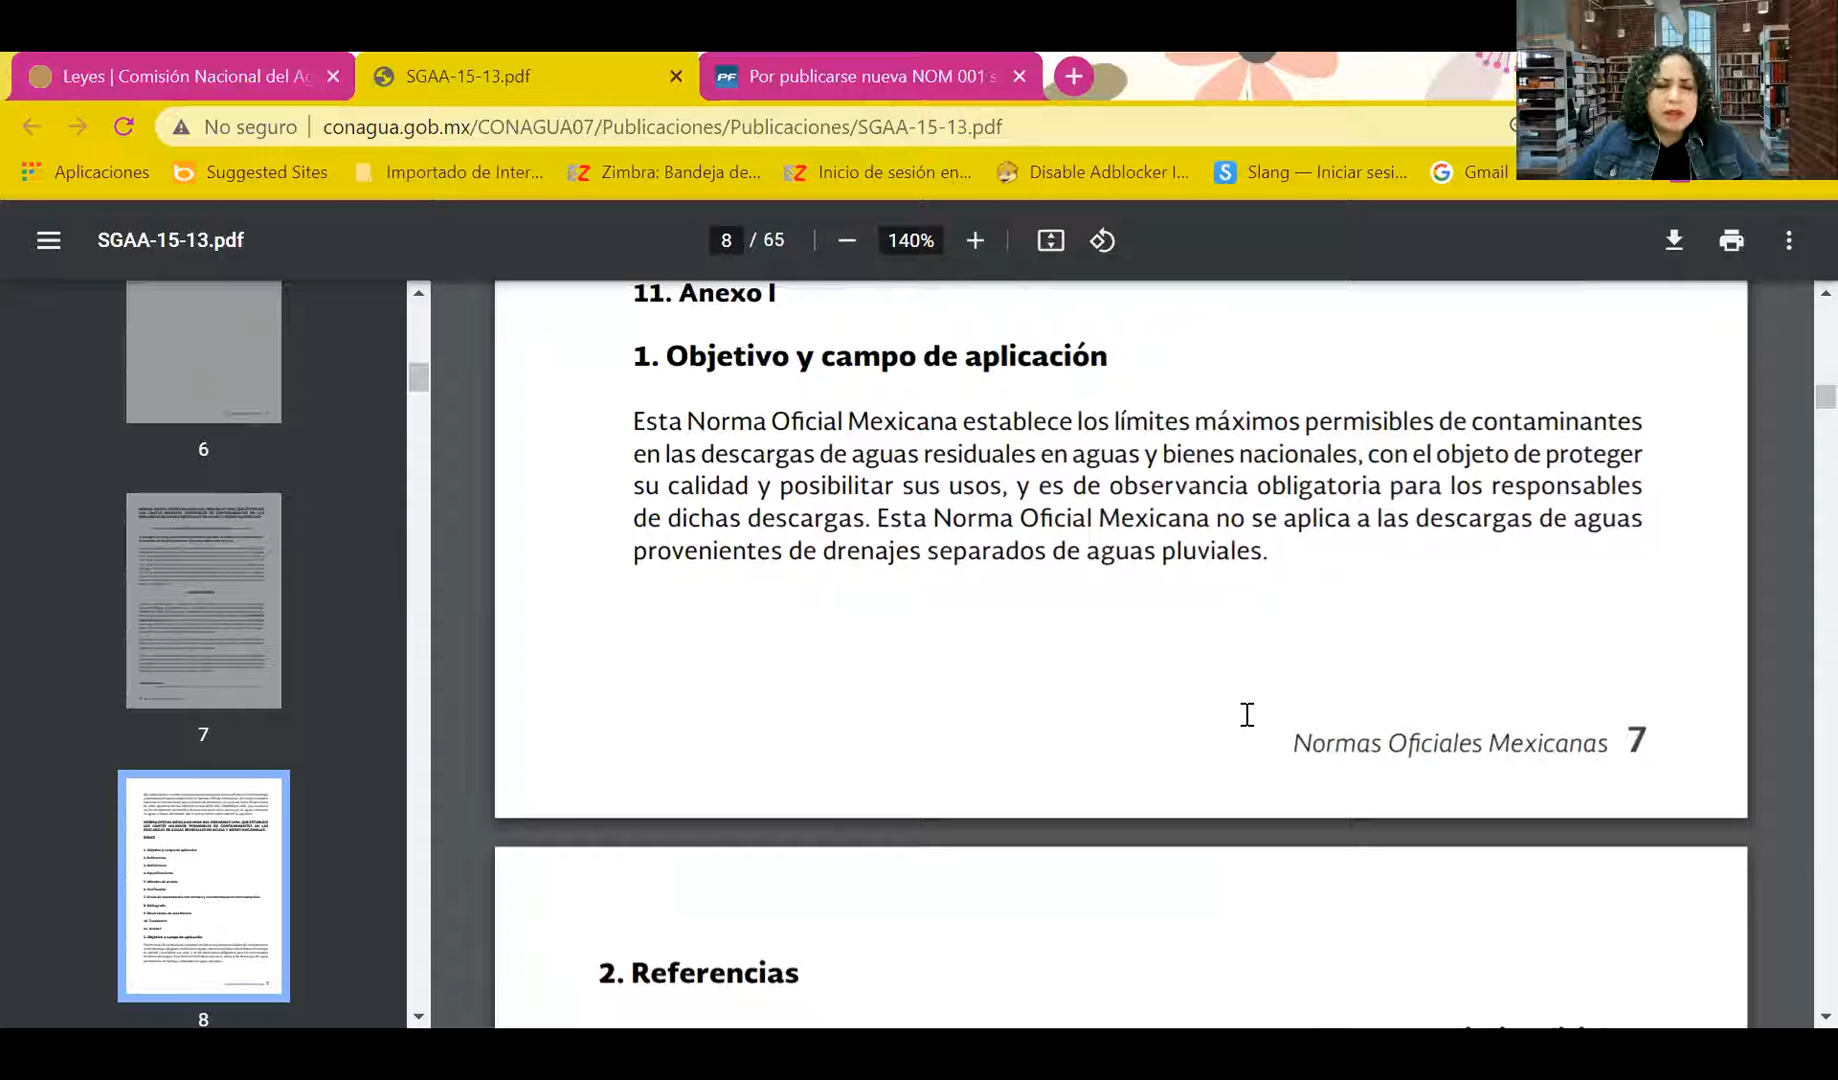 Leyes | Comisión Nacional del Ag
SGAA-15-13.pdf
Por publicarse nueva NOM 001 s
No seguro
conagua.gob.mx/CONAGUA07/Publicaciones/Publicaciones/SGAA-15-13.pdf
Aplicaciones
Suggested Sites
Importado de Inter...
Zimbra: Bandeja de...
Inicio de sesión en...
Disable Adblocker I...
Slang — Iniciar sesi...
Gmail
SGAA-15-13.pdf
8 / 65
140%
6
7
8
11. Anexo I
1. Objetivo y campo de aplicación
Esta Norma Oficial Mexicana establece los límites máximos permisibles de contaminantes
en las descargas de aguas residuales en aguas y bienes nacionales, con el objeto de proteger
su calidad y posibilitar sus usos, y es de observancia obligatoria para los responsables
de dichas descargas. Esta Norma Oficial Mexicana no se aplica a las descargas de aguas
provenientes de drenajes separados de aguas pluviales.
Normas Oficiales Mexicanas 7
2. Referencias